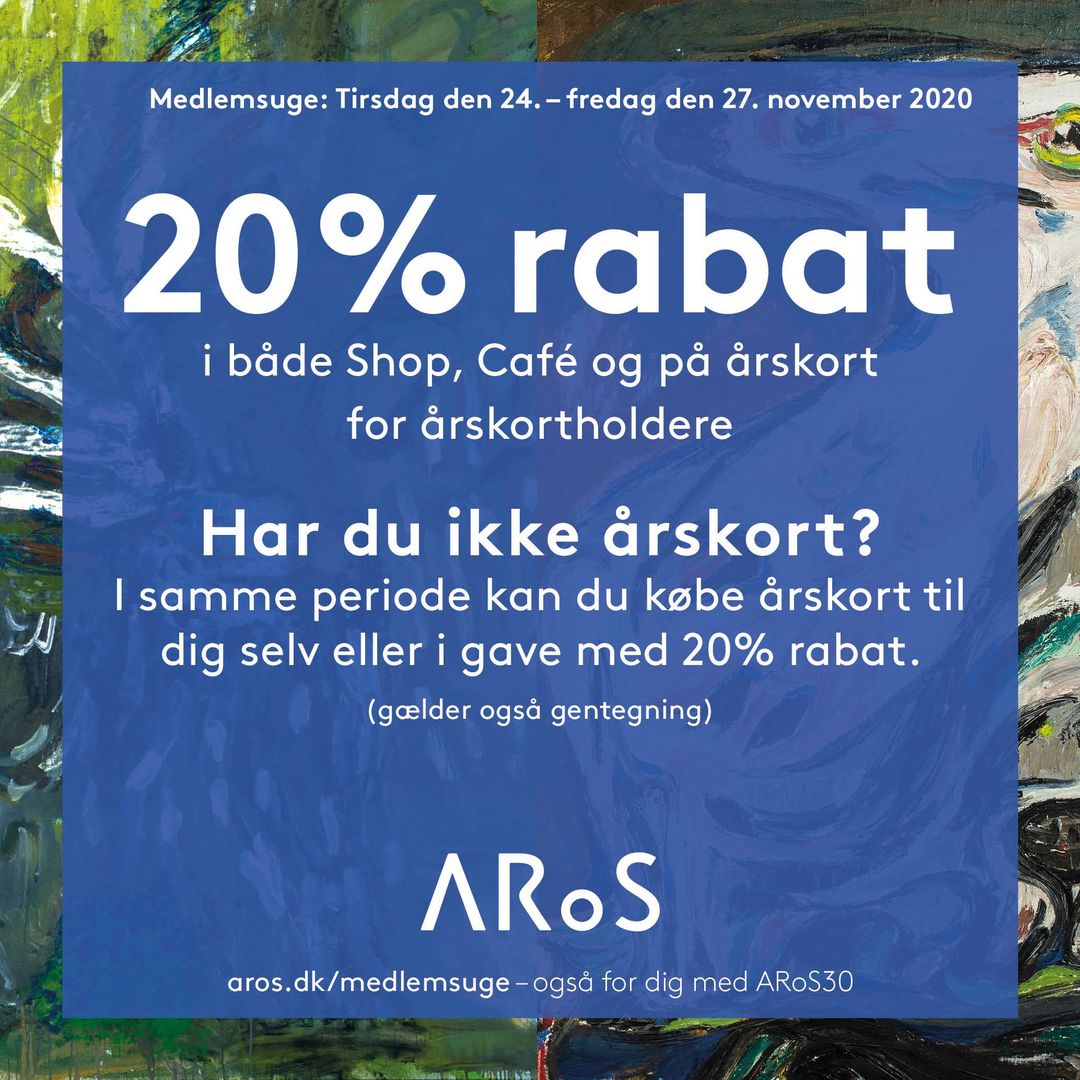 Medlemsuge: Tirsdag den 24. – fredag den 27. november 2020
20% rabat
i både Shop, Café og på årskort
for årskortholdere
Har du ikke årskort?
I samme periode kan du købe årskort til
dig selv eller i gave med 20% rabat.
(gælder også gentegning)
ARoS
aros.dk/medlemsuge – også for dig med ARoS30